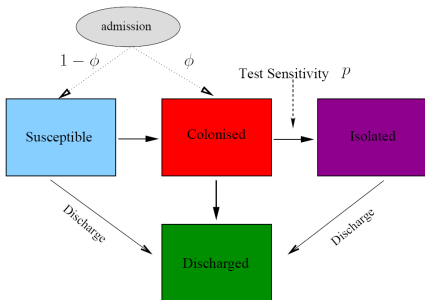 admission
1 − ϕ
ϕ
Test Sensitivity p
Susceptible
Colonised
Isolated
Discharge
Discharge
Discharged